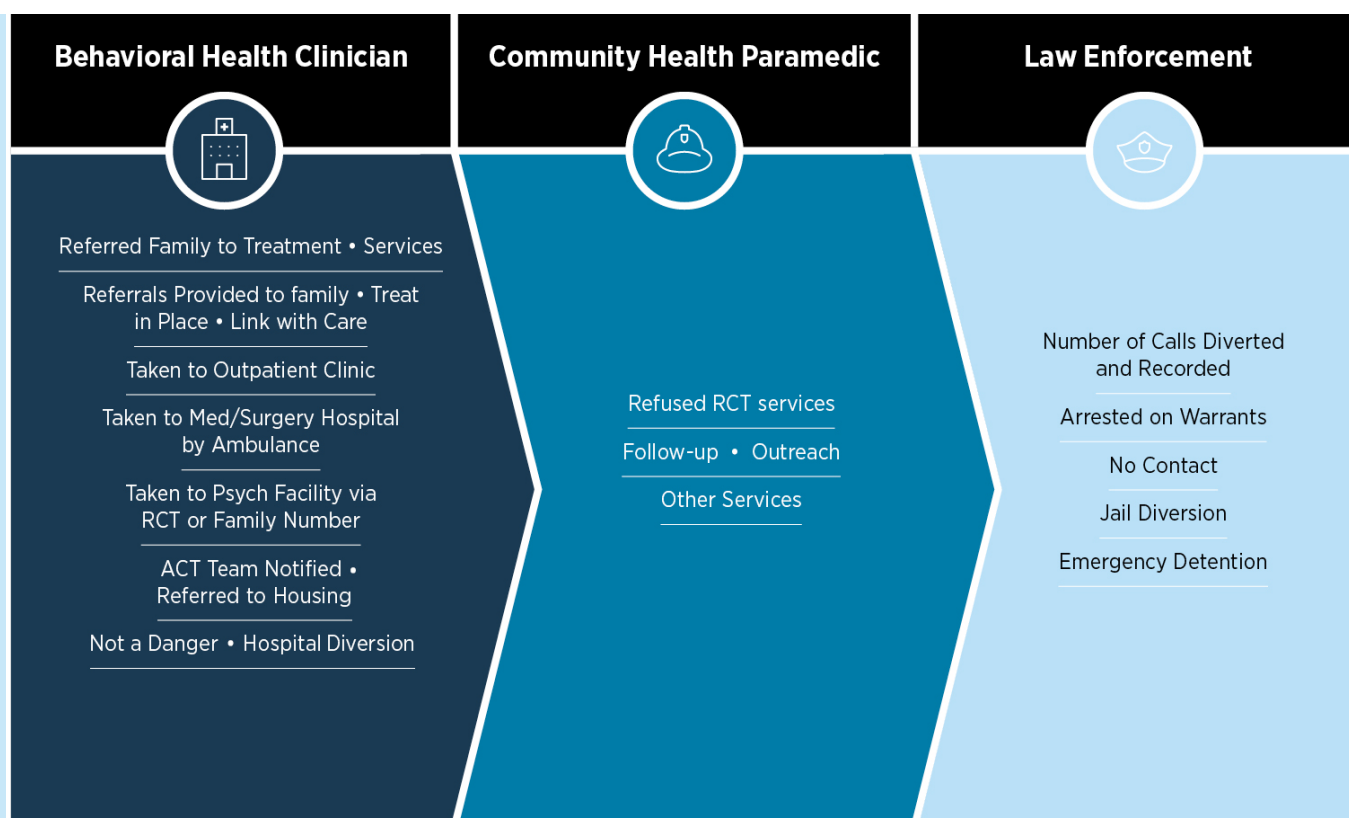 Behavioral Health Clinician
Referred Family to Treatment • Services
Referrals Provided to family • Treat
in Place • Link with Care
Taken to Outpatient Clinic
Taken to Med/Surgery Hospital
by Ambulance
Taken to Psych Facility via
RCT or Family Number
ACT Team Notified •
Referred to Housing
Not a Danger • Hospital Diversion
Community Health Paramedic
Refused RCT services
Follow-up • Outreach
Other Services
Law Enforcement
Number of Calls Diverted
and Recorded
Arrested on Warrants
No Contact
Jail Diversion
Emergency Detention